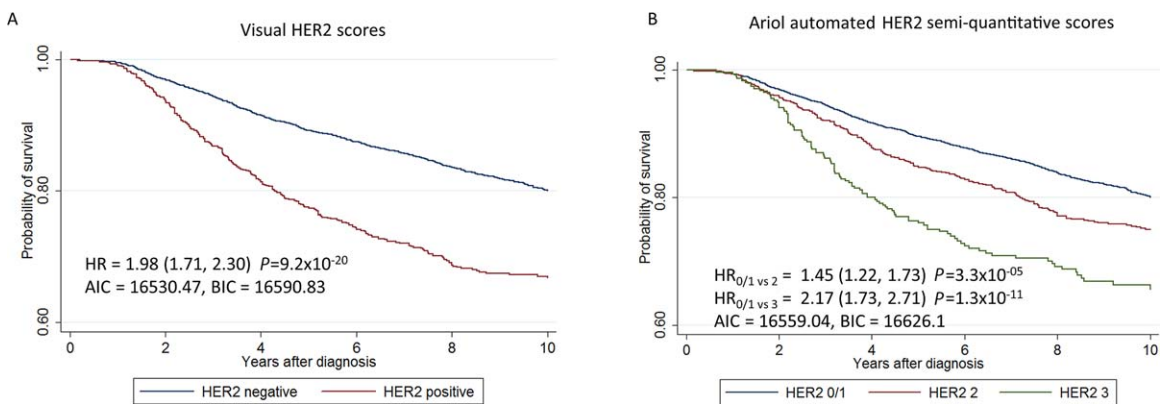 A
Visual HER2 scores
Probability of survival
1.00
0.80
0.60
HR = 1.98 (1.71, 2.30) P=9.2x10⁻²⁰
AIC = 16530.47, BIC = 16590.83
0 2 4 6 8 10
Years after diagnosis
HER2 negative HER2 positive
B
Ariol automated HER2 semi-quantitative scores
Probability of survival
1.00
0.80
0.60
HR₀/₁ ᵥₛ ₂ = 1.45 (1.22, 1.73) P=3.3x10⁻⁰⁵
HR₀/₁ ᵥₛ ₃ = 2.17 (1.73, 2.71) P=1.3x10⁻¹¹
AIC = 16559.04, BIC = 16626.1
0 2 4 6 8 10
Years after diagnosis
HER2 0/1 HER2 2 HER2 3